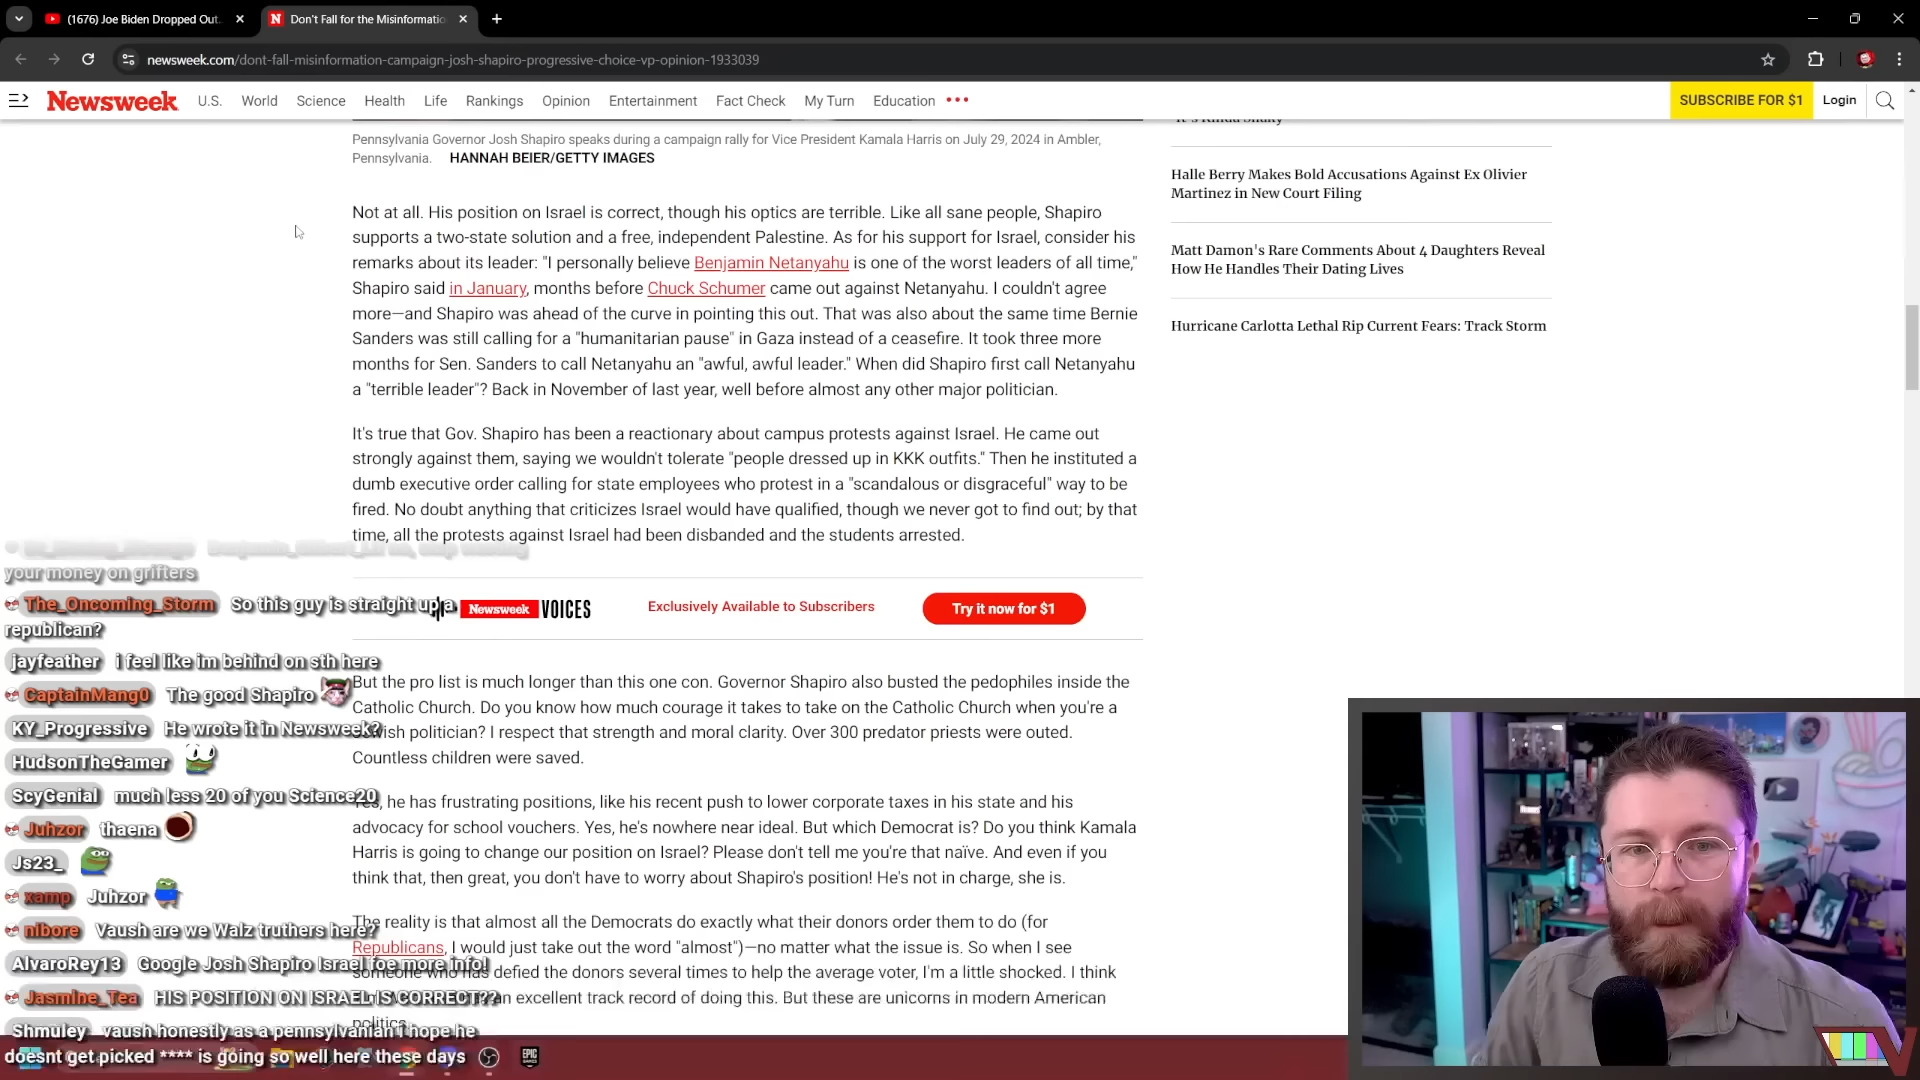 (1676) Joe Biden Dropped Out.
Don't Fall for the Misinformatio
newsweek.com/dont-fall-misinformation-campaign-josh-shapiro-progressive-choice-vp-opinion-1933039
Newsweek
U.S.
World
Science
Health
Life
Rankings
Opinion
Entertainment
Fact Check
My Turn
Education
SUBSCRIBE FOR $1
Login
Pennsylvania Governor Josh Shapiro speaks during a campaign rally for Vice President Kamala Harris on July 29, 2024 in Ambler,
Pennsylvania. HANNAH BEIER/GETTY IMAGES
Not at all. His position on Israel is correct, though his optics are terrible. Like all sane people, Shapiro
supports a two-state solution and a free, independent Palestine. As for his support for Israel, consider his
remarks about its leader: "I personally believe Benjamin Netanyahu is one of the worst leaders of all time,"
Shapiro said in January, months before Chuck Schumer came out against Netanyahu. I couldn't agree
more—and Shapiro was ahead of the curve in pointing this out. That was also about the same time Bernie
Sanders was still calling for a "humanitarian pause" in Gaza instead of a ceasefire. It took three more
months for Sen. Sanders to call Netanyahu an "awful, awful leader." When did Shapiro first call Netanyahu
a "terrible leader"? Back in November of last year, well before almost any other major politician.
It's true that Gov. Shapiro has been a reactionary about campus protests against Israel. He came out
strongly against them, saying we wouldn't tolerate "people dressed up in KKK outfits." Then he instituted a
dumb executive order calling for state employees who protest in a "scandalous or disgraceful" way to be
fired. No doubt anything that criticizes Israel would have qualified, though we never got to find out; by that
time, all the protests against Israel had been disbanded and the students arrested.
Newsweek VOICES
Exclusively Available to Subscribers
Try it now for $1
But the pro list is much longer than this one con. Governor Shapiro also busted the pedophiles inside the
Catholic Church. Do you know how much courage it takes to take on the Catholic Church when you're a
politician? I respect that strength and moral clarity. Over 300 predator priests were outed.
Countless children were saved.
Yes, he has frustrating positions, like his recent push to lower corporate taxes in his state and his
advocacy for school vouchers. Yes, he's nowhere near ideal. But which Democrat is? Do you think Kamala
Harris is going to change our position on Israel? Please don't tell me you're that naïve. And even if you
think that, then great, you don't have to worry about Shapiro's position! He's not in charge, she is.
The reality is that almost all the Democrats do exactly what their donors order them to do (for
Republicans, I would just take out the word "almost")—no matter what the issue is. So when I see
someone who has defied the donors several times to help the average voter, I'm a little shocked. I think
an excellent track record of doing this. But these are unicorns in modern American
politics
Halle Berry Makes Bold Accusations Against Ex Olivier
Martinez in New Court Filing
Matt Damon's Rare Comments About 4 Daughters Reveal
How He Handles Their Dating Lives
Hurricane Carlotta Lethal Rip Current Fears: Track Storm
your money on grifters
The_Oncoming_Storm So this guy is straight up a
republican?
jayfeather i feel like im behind on sth here
CaptainMang0 The good Shapiro
KY_Progressive He wrote it in Newsweek?
HudsonTheGamer
ScyGenial much less 20 of you Science20
Juhzor thaena
Js23_
xamp Juhzor
nibore Vaush are we Walz truthers here?
AlvaroRey13 Google Josh Shapiro Israel foe more info!
Jasmine_Tea HIS POSITION ON ISRAEL IS CORRECT??
Shmuley vaush honestly as a pennsylvanian i hope he
doesnt get picked **** is going so well here these days
EPIC